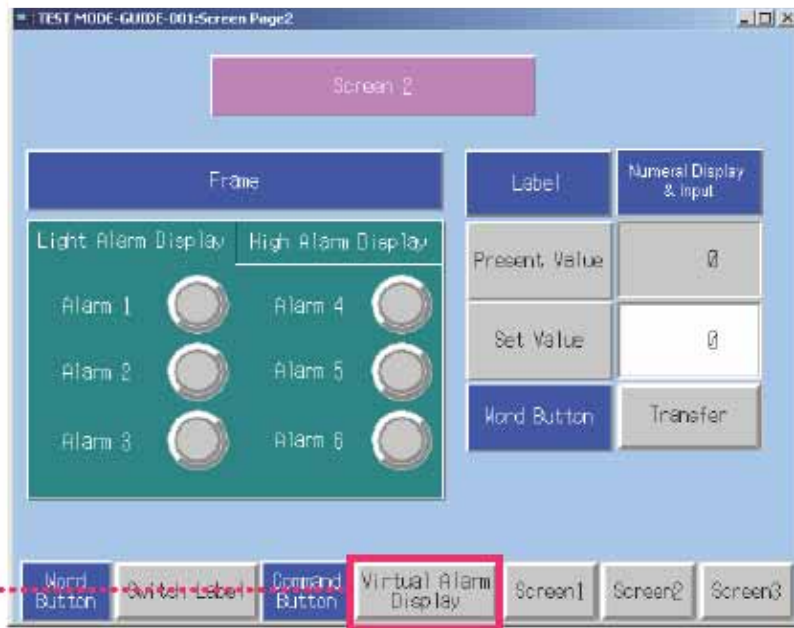 TEST MODE-GUIDE-001:Screen Page2
Screen 2
Frame
Light Alarm Display
High Alarm Display
Alarm 1
Alarm 4
Alarm 2
Alarm 5
Alarm 3
Alarm 6
Label
Numeral Display
& Input
Present Value
0
Set Value
0
Word Button
Transfer
Word
Button
Switch Label
Command
Button
Virtual Alarm
Display
Screen1
Screen2
Screen3